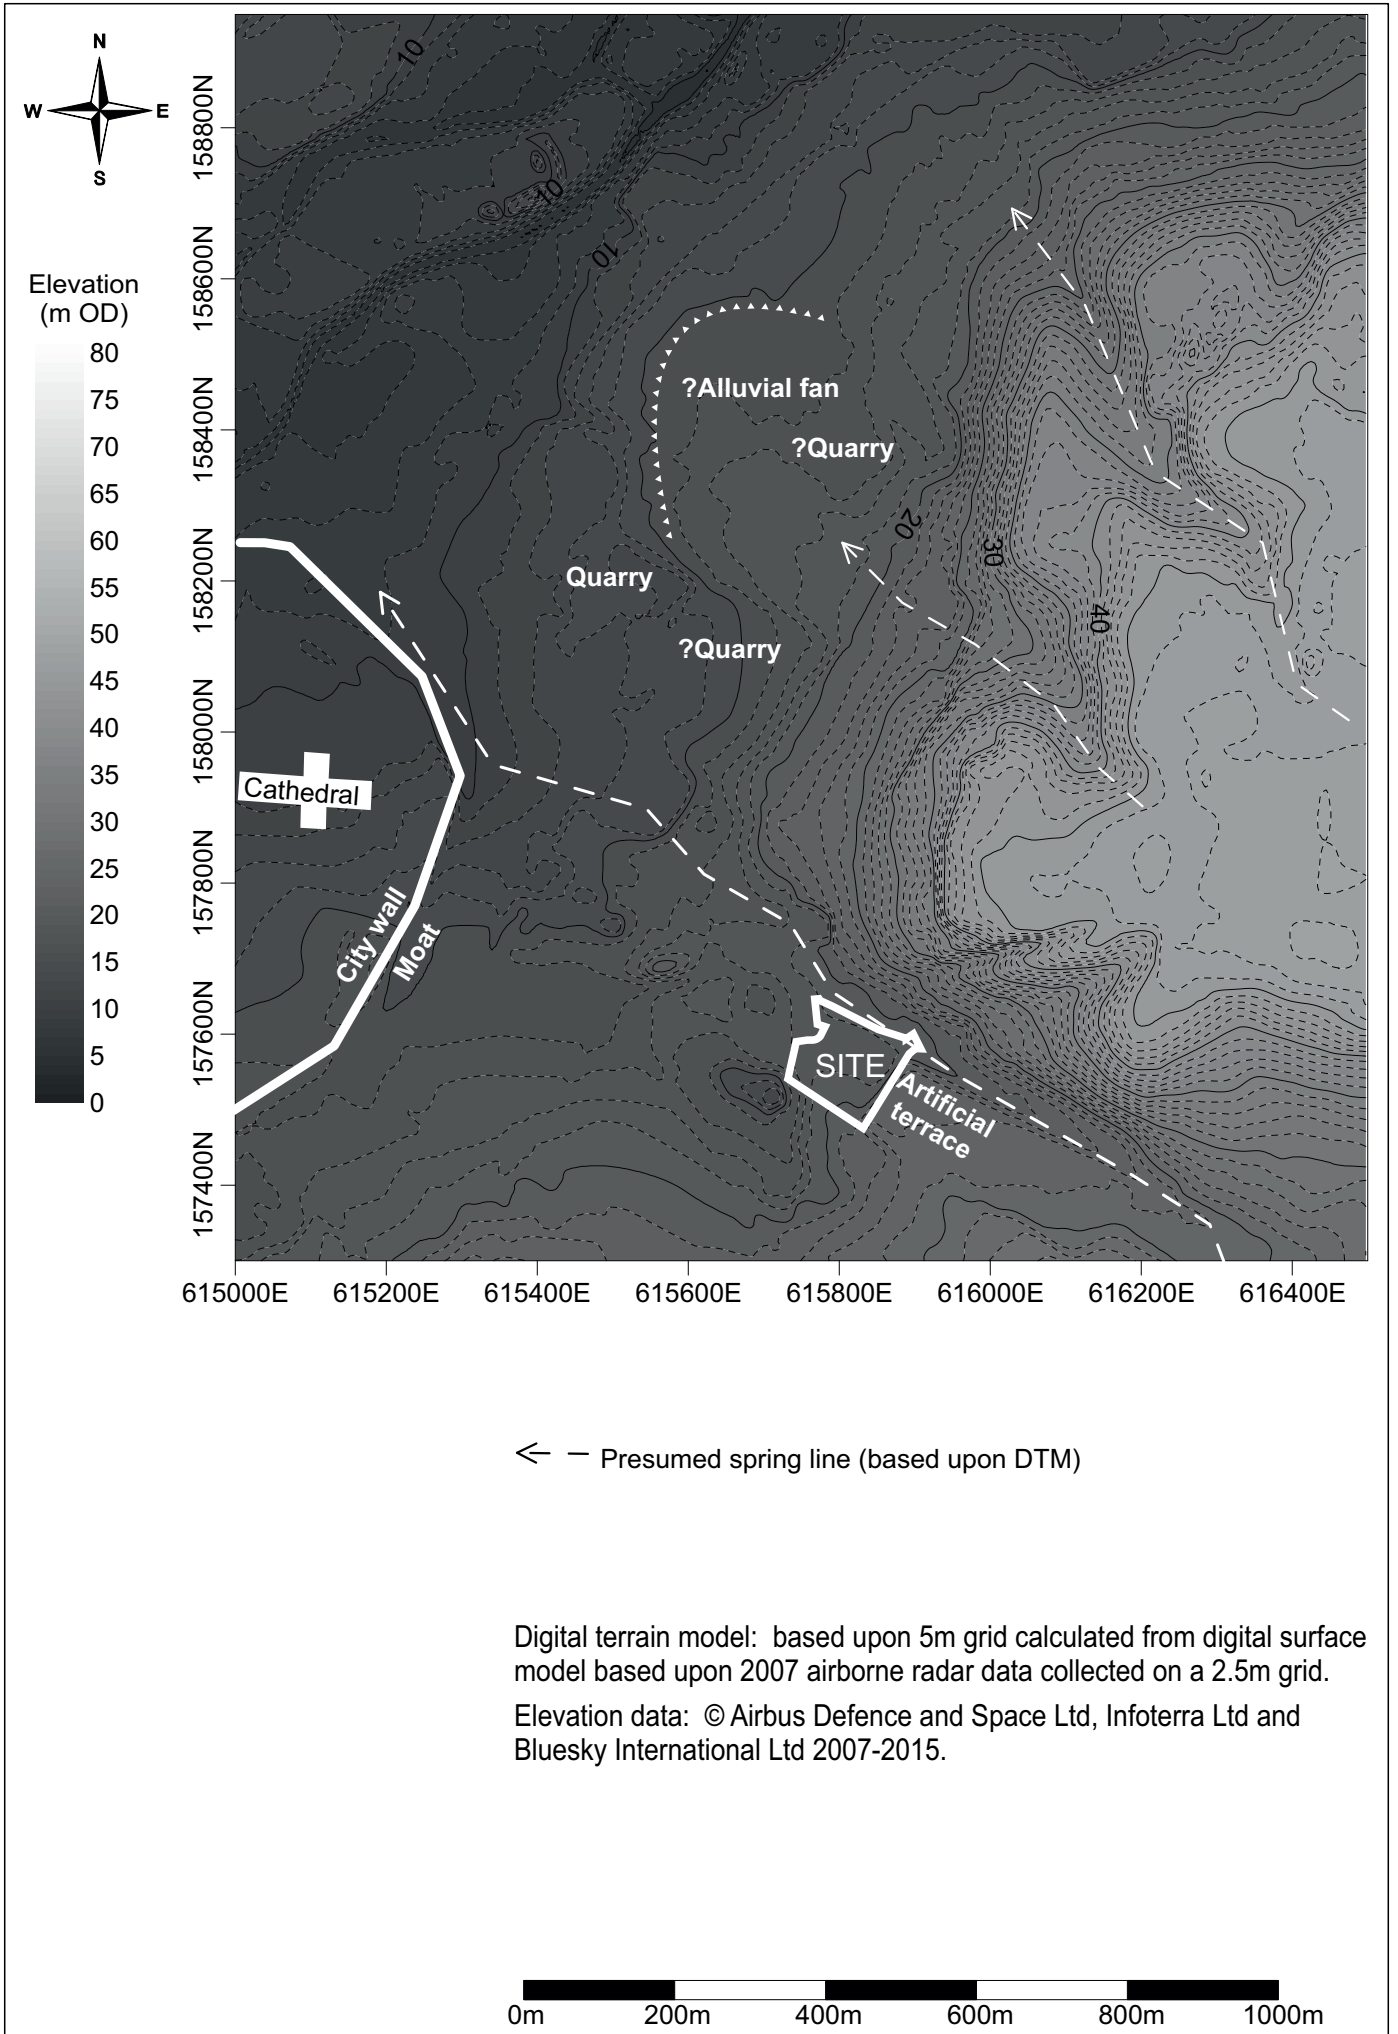 N
W
E
S
Elevation
(m OD)
80
75
70
65
60
55
50
45
40
35
30
25
20
15
10
5
0
158800N
158600N
158400N
158200N
158000N
157800N
157600N
157400N
10
10
10
?Alluvial fan
?Quarry
20
30
Quarry
40
?Quarry
Cathedral
City wall
Moat
SITE
Artificial
terrace
615000E 615200E 615400E 615600E 615800E 616000E 616200E 616400E
Presumed spring line (based upon DTM)
Digital terrain model: based upon 5m grid calculated from digital surface
model based upon 2007 airborne radar data collected on a 2.5m grid.
Elevation data: © Airbus Defence and Space Ltd, Infoterra Ltd and
Bluesky International Ltd 2007-2015.
0m 200m 400m 600m 800m 1000m